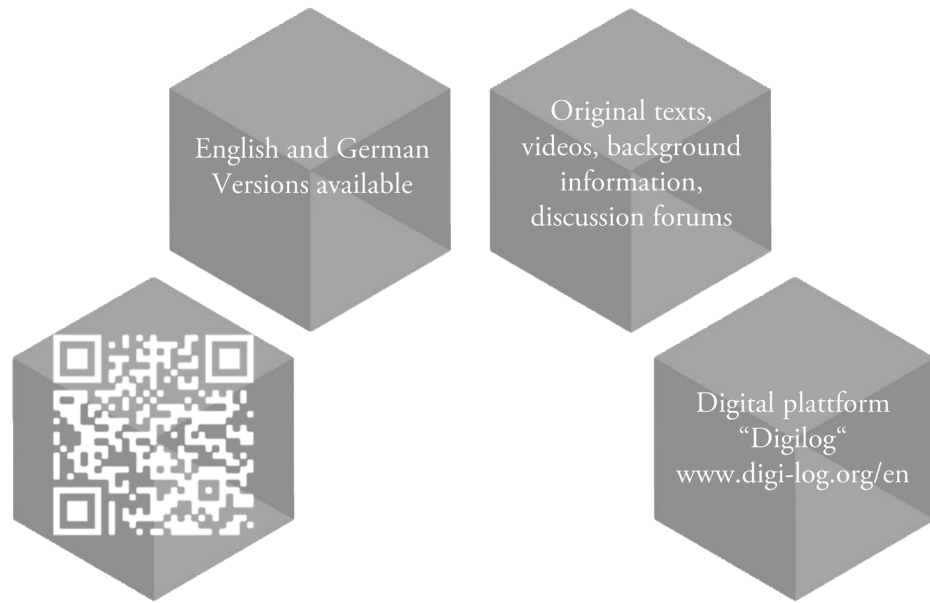 English and German
Versions available
Original texts,
videos, background
information,
discussion forums
Digital plattform
“Digilog“
www.digi-log.org/en